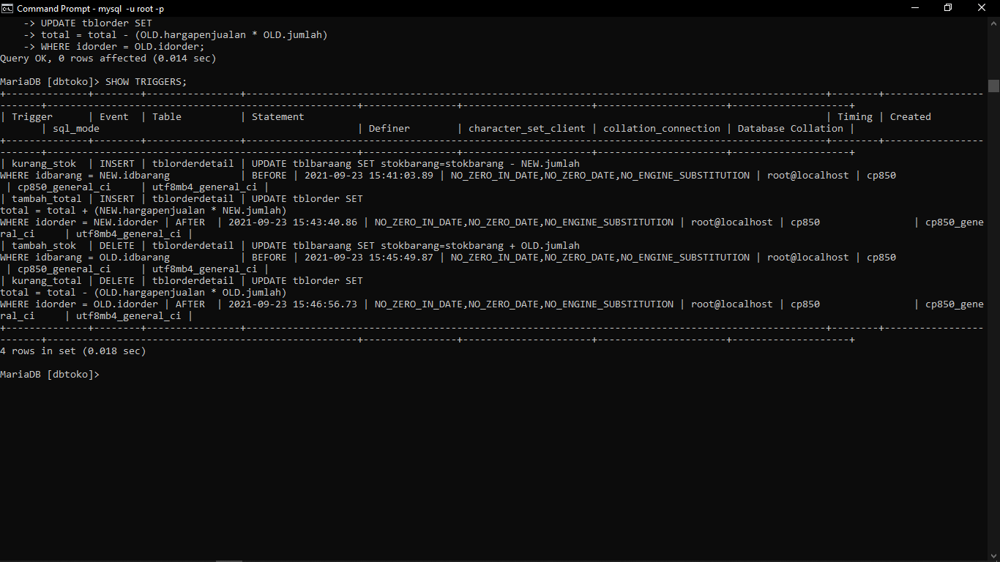 Command Prompt - mysql -u root -p
-> UPDATE tblorder SET
-> total = total - (OLD.hargapenjualan * OLD.jumlah)
-> WHERE idorder = OLD.idorder;
Query OK, 0 rows affected (0.014 sec)
MariaDB [dbtoko]> SHOW TRIGGERS;
+--------------+--------+---------------+---------------------------------------------------------------------------------------------------+--------+-----------------
-------+-----------------------------------------------------+----------------+----------------------+----------------------+--------------------+
| Trigger | Event | Table | Statement | Timing | Created
| sql_mode | Definer | character_set_client | collation_connection | Database Collation |
+--------------+--------+---------------+---------------------------------------------------------------------------------------------------+--------+-----------------
-------+-----------------------------------------------------+----------------+----------------------+----------------------+--------------------+
| kurang_stok | INSERT | tblorderdetail | UPDATE tblbaraang SET stokbarang=stokbarang - NEW.jumlah
WHERE idbarang = NEW.idbarang | BEFORE | 2021-09-23 15:41:03.89 | NO_ZERO_IN_DATE,NO_ZERO_DATE,NO_ENGINE_SUBSTITUTION | root@localhost | cp850
| cp850_general_ci | utf8mb4_general_ci |
| tambah_total | INSERT | tblorderdetail | UPDATE tblorder SET
total = total + (NEW.hargapenjualan * NEW.jumlah)
WHERE idorder = NEW.idorder | AFTER | 2021-09-23 15:43:40.86 | NO_ZERO_IN_DATE,NO_ZERO_DATE,NO_ENGINE_SUBSTITUTION | root@localhost | cp850 | cp850_gene
ral_ci | utf8mb4_general_ci |
| tambah_stok | DELETE | tblorderdetail | UPDATE tblbaraang SET stokbarang=stokbarang + OLD.jumlah
WHERE idbarang = OLD.idbarang | BEFORE | 2021-09-23 15:45:49.87 | NO_ZERO_IN_DATE,NO_ZERO_DATE,NO_ENGINE_SUBSTITUTION | root@localhost | cp850
| cp850_general_ci | utf8mb4_general_ci |
| kurang_total | DELETE | tblorderdetail | UPDATE tblorder SET
total = total - (OLD.hargapenjualan * OLD.jumlah)
WHERE idorder = OLD.idorder | AFTER | 2021-09-23 15:46:56.73 | NO_ZERO_IN_DATE,NO_ZERO_DATE,NO_ENGINE_SUBSTITUTION | root@localhost | cp850 | cp850_gene
ral_ci | utf8mb4_general_ci |
+--------------+--------+---------------+---------------------------------------------------------------------------------------------------+--------+-----------------
-------+-----------------------------------------------------+----------------+----------------------+----------------------+--------------------+
4 rows in set (0.018 sec)
MariaDB [dbtoko]>